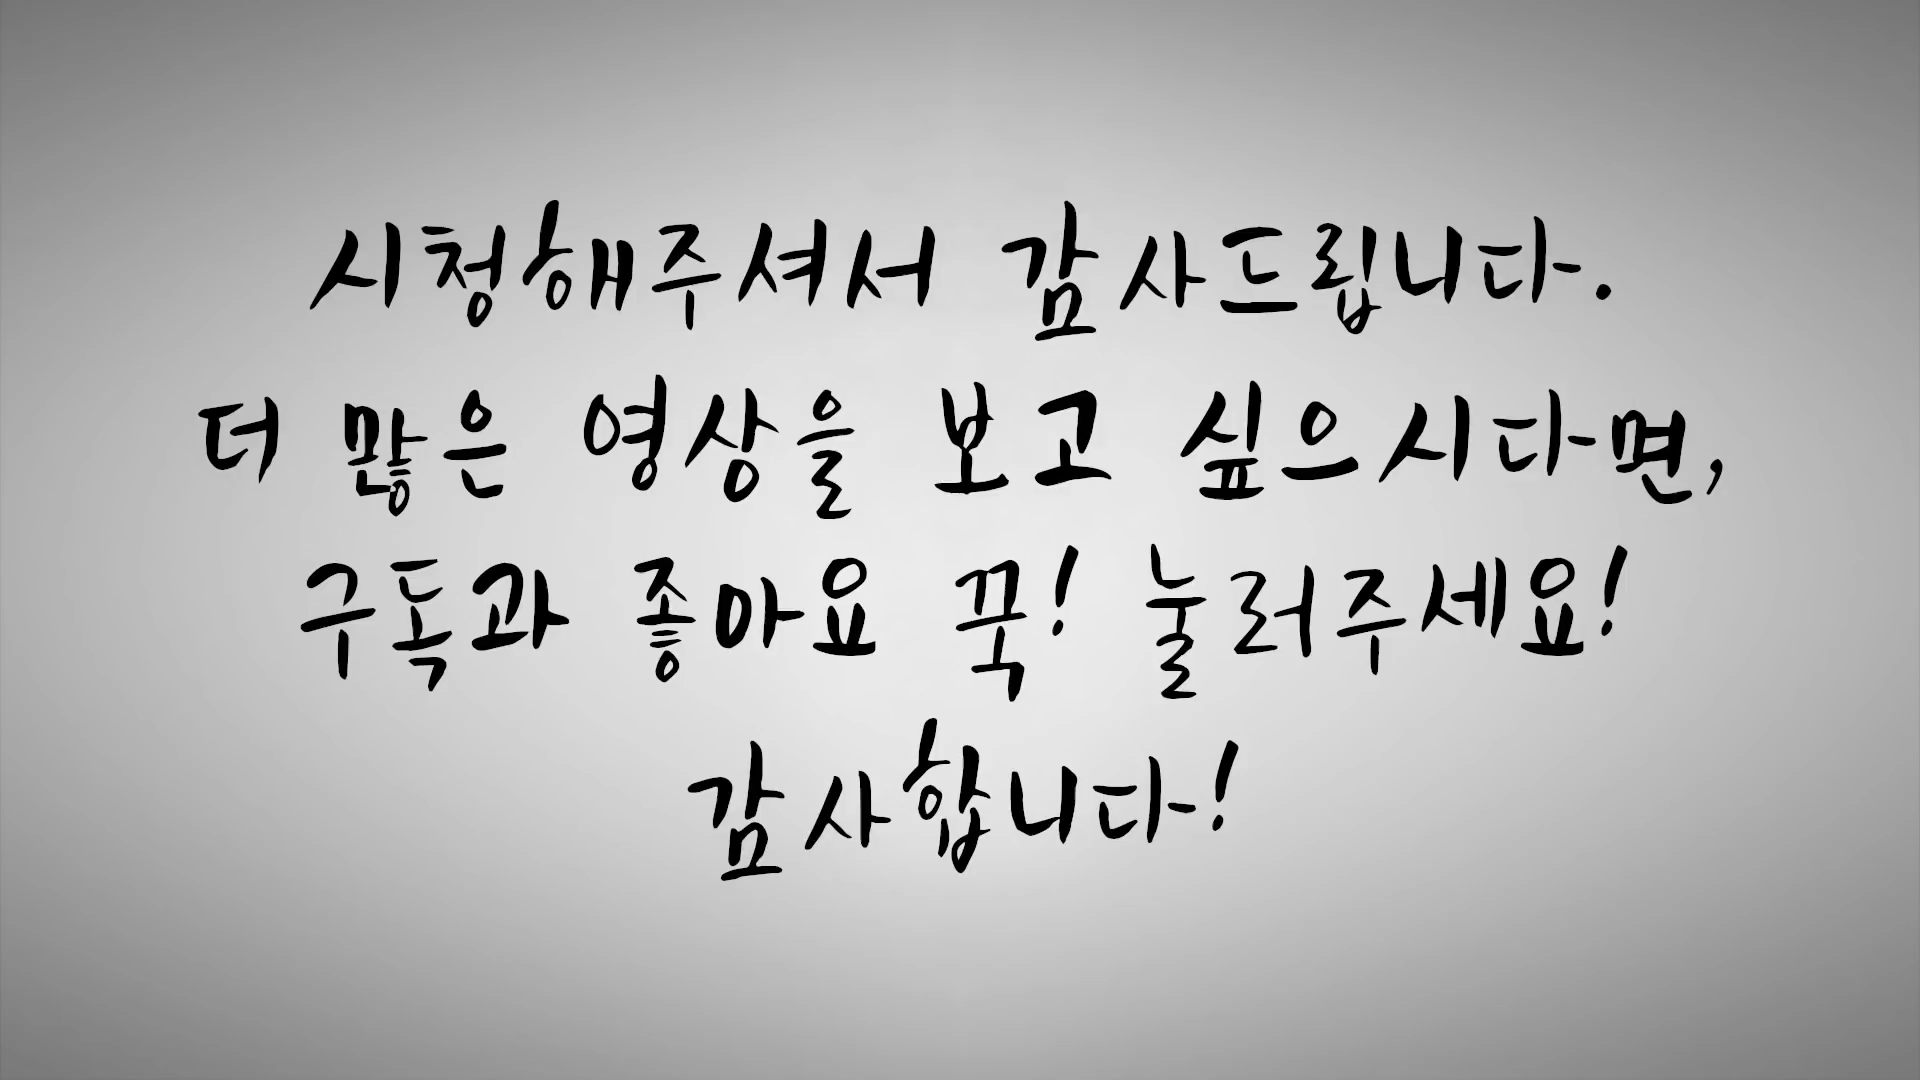 시청해주셔서 감사드립니다.
더 많은 영상을 보고 싶으시다면,
구독과 좋아요 꾹! 눌러주세요!
감사합니다!